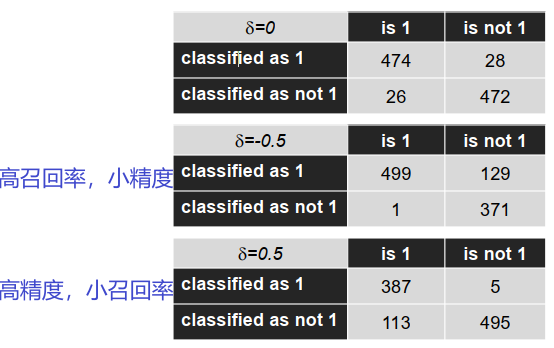 δ=0 is 1 is not 1
classified as 1 474 28
classified as not 1 26 472
δ=-0.5 is 1 is not 1
高召回率，小精度 classified as 1 499 129
classified as not 1 1 371
δ=0.5 is 1 is not 1
高精度，小召回率 classified as 1 387 5
classified as not 1 113 495